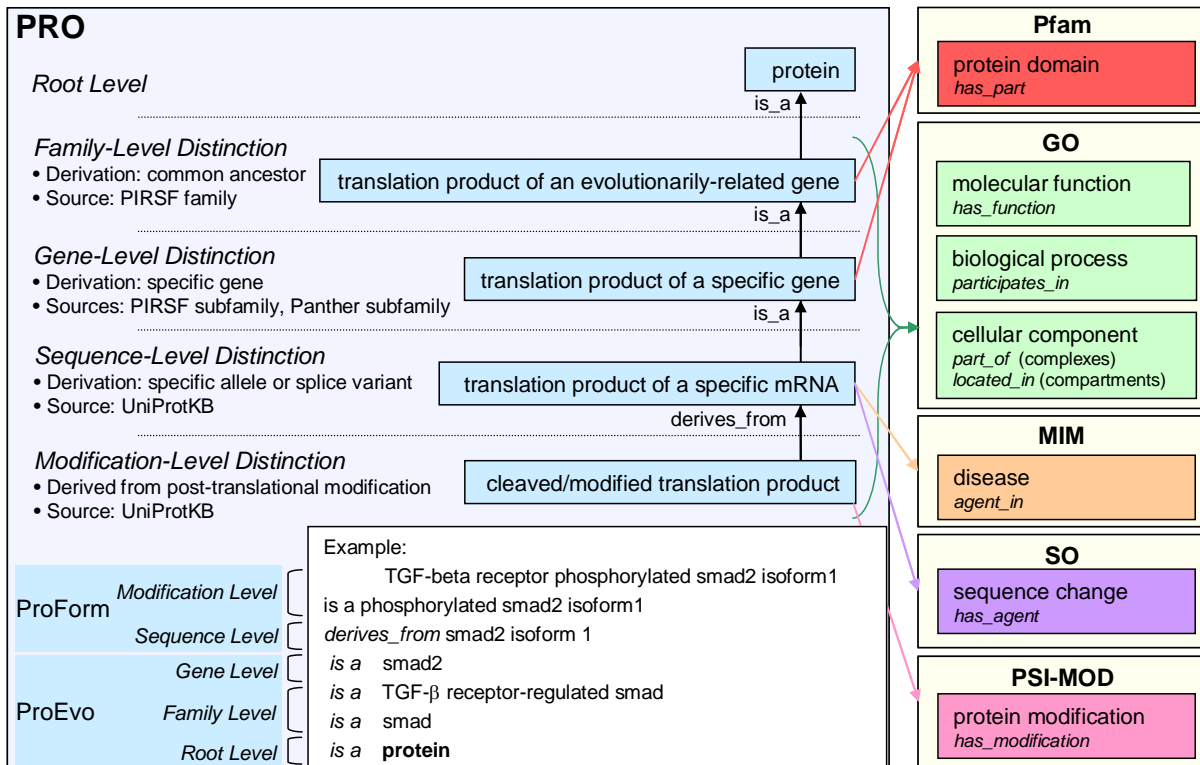 PRO
Root Level
protein
is_a
Family-Level Distinction
• Derivation: common ancestor
• Source: PIRSF family
translation product of an evolutionarily-related gene
is_a
Gene-Level Distinction
• Derivation: specific gene
• Sources: PIRSF subfamily, Panther subfamily
translation product of a specific gene
is_a
Sequence-Level Distinction
• Derivation: specific allele or splice variant
• Source: UniProtKB
translation product of a specific mRNA
derives_from
Modification-Level Distinction
• Derived from post-translational modification
• Source: UniProtKB
cleaved/modified translation product
ProForm
Modification Level
Sequence Level
ProEvo
Gene Level
Family Level
Root Level
Example:
TGF-beta receptor phosphorylated smad2 isoform1
is a phosphorylated smad2 isoform1
derives_from smad2 isoform 1
is a smad2
is a TGF-β receptor-regulated smad
is a smad
is a protein
Pfam
protein domain
has_part
GO
molecular function
has_function
biological process
participates_in
cellular component
part_of (complexes)
located_in (compartments)
MIM
disease
agent_in
SO
sequence change
has_agent
PSI-MOD
protein modification
has_modification